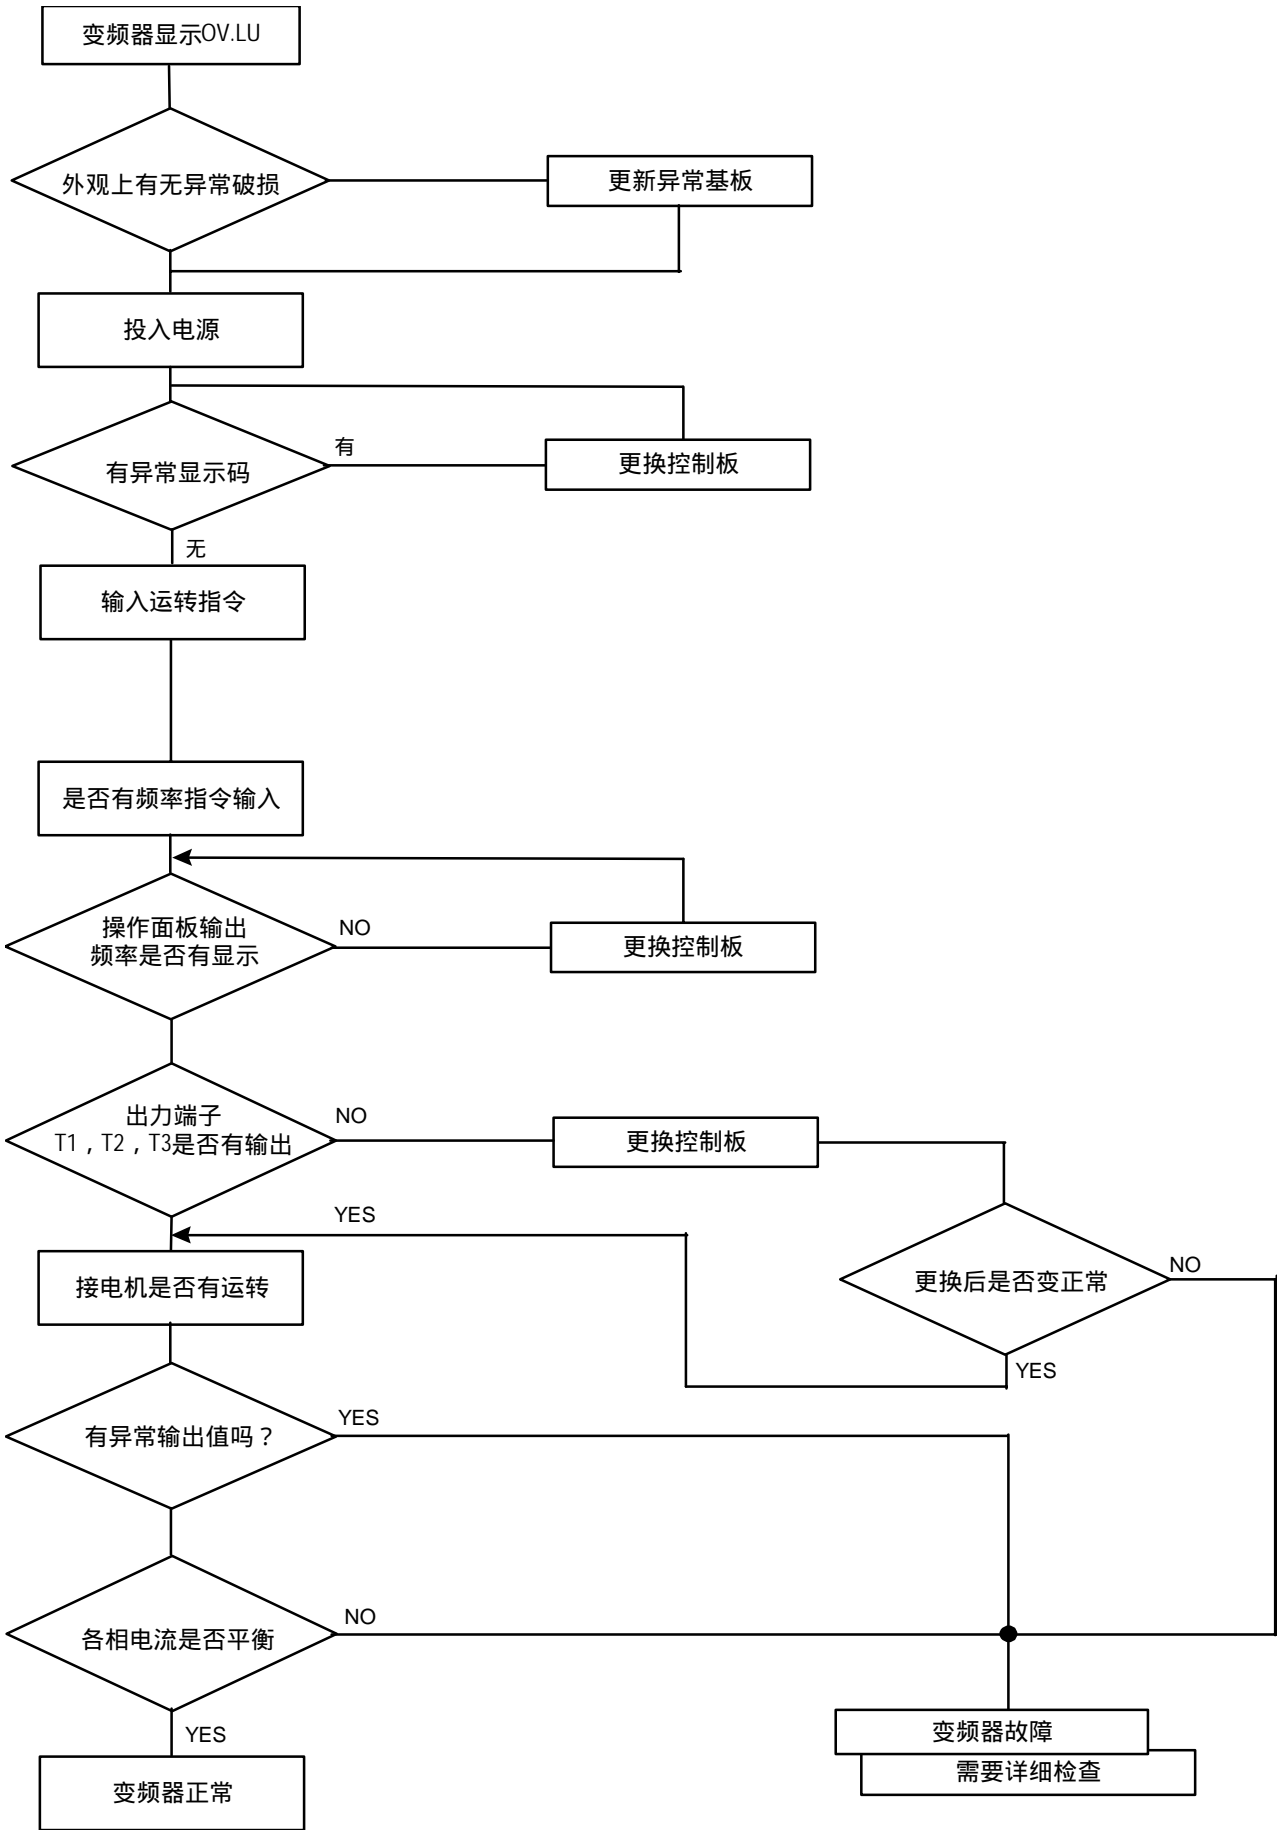 变频器显示OV.LU
外观上有无异常破损
更新异常基板
投入电源
有异常显示码
有
更换控制板
无
输入运转指令
是否有频率指令输入
操作面板输出
频率是否有显示
NO
更换控制板
出力端子
T1，T2，T3是否有输出
NO
更换控制板
YES
接电机是否有运转
更换后是否变正常
NO
YES
有异常输出值吗？
YES
各相电流是否平衡
NO
YES
变频器故障
需要详细检查
变频器正常